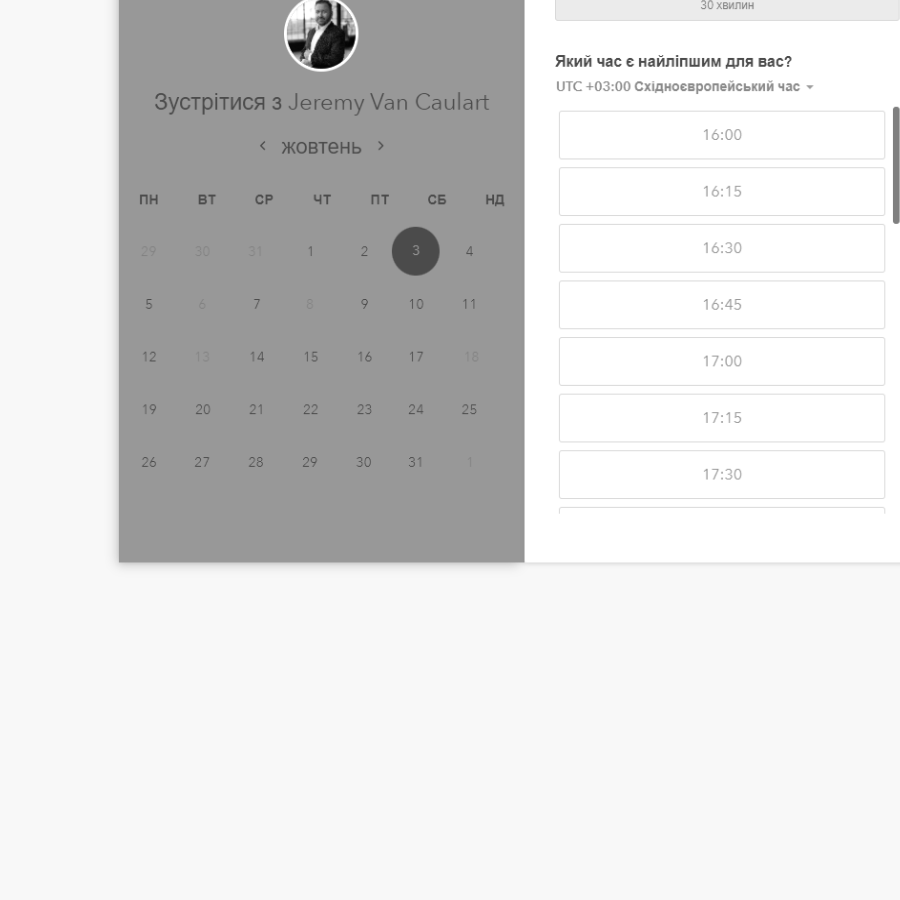 Зустрітися з Jeremy Van Caulart
жовтень
ПН ВТ СР ЧТ ПТ СБ НД
29 30 31 1 2 3 4
5 6 7 8 9 10 11
12 13 14 15 16 17 18
19 20 21 22 23 24 25
26 27 28 29 30 31 1
30 хвилин
Який час є найліпшим для вас?
UTC +03:00 Східноєвропейський час
16:00
16:15
16:30
16:45
17:00
17:15
17:30